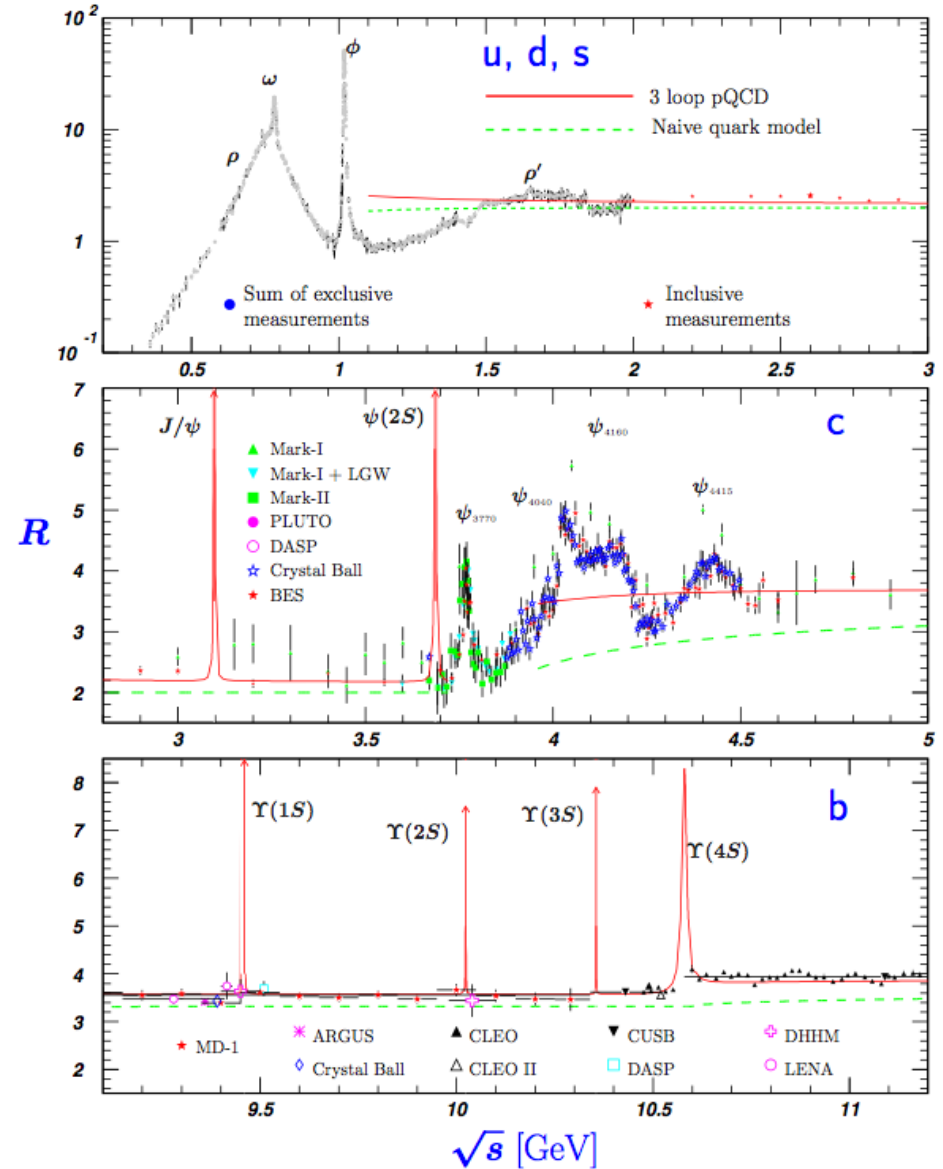 10 2
10
1
10 -1
ϕ
ω
ρ
ρ′
u, d, s
3 loop pQCD
Naive quark model
Sum of exclusive
measurements
Inclusive
measurements
0.5 1 1.5 2 2.5 3
7
6
5
4
3
2
R
J/ψ
ψ(2S)
Mark-I
Mark-I + LGW
Mark-II
PLUTO
DASP
Crystal Ball
BES
ψ3770
ψ4040
ψ4160
ψ4415
c
3 3.5 4 4.5 5
8
7
6
5
4
3
2
Υ(1S)
Υ(2S)
Υ(3S)
Υ(4S)
b
MD-1
ARGUS
CLEO
CUSB
DHHM
Crystal Ball
CLEO II
DASP
LENA
9.5 10 10.5 11
√s [GeV]